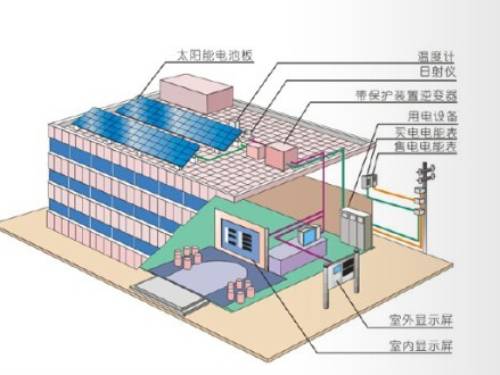 太阳能电池板
温度计
日射仪
带保护装置逆变器
用电设备
买电电能表
售电电能表
室外显示屏
室内显示屏